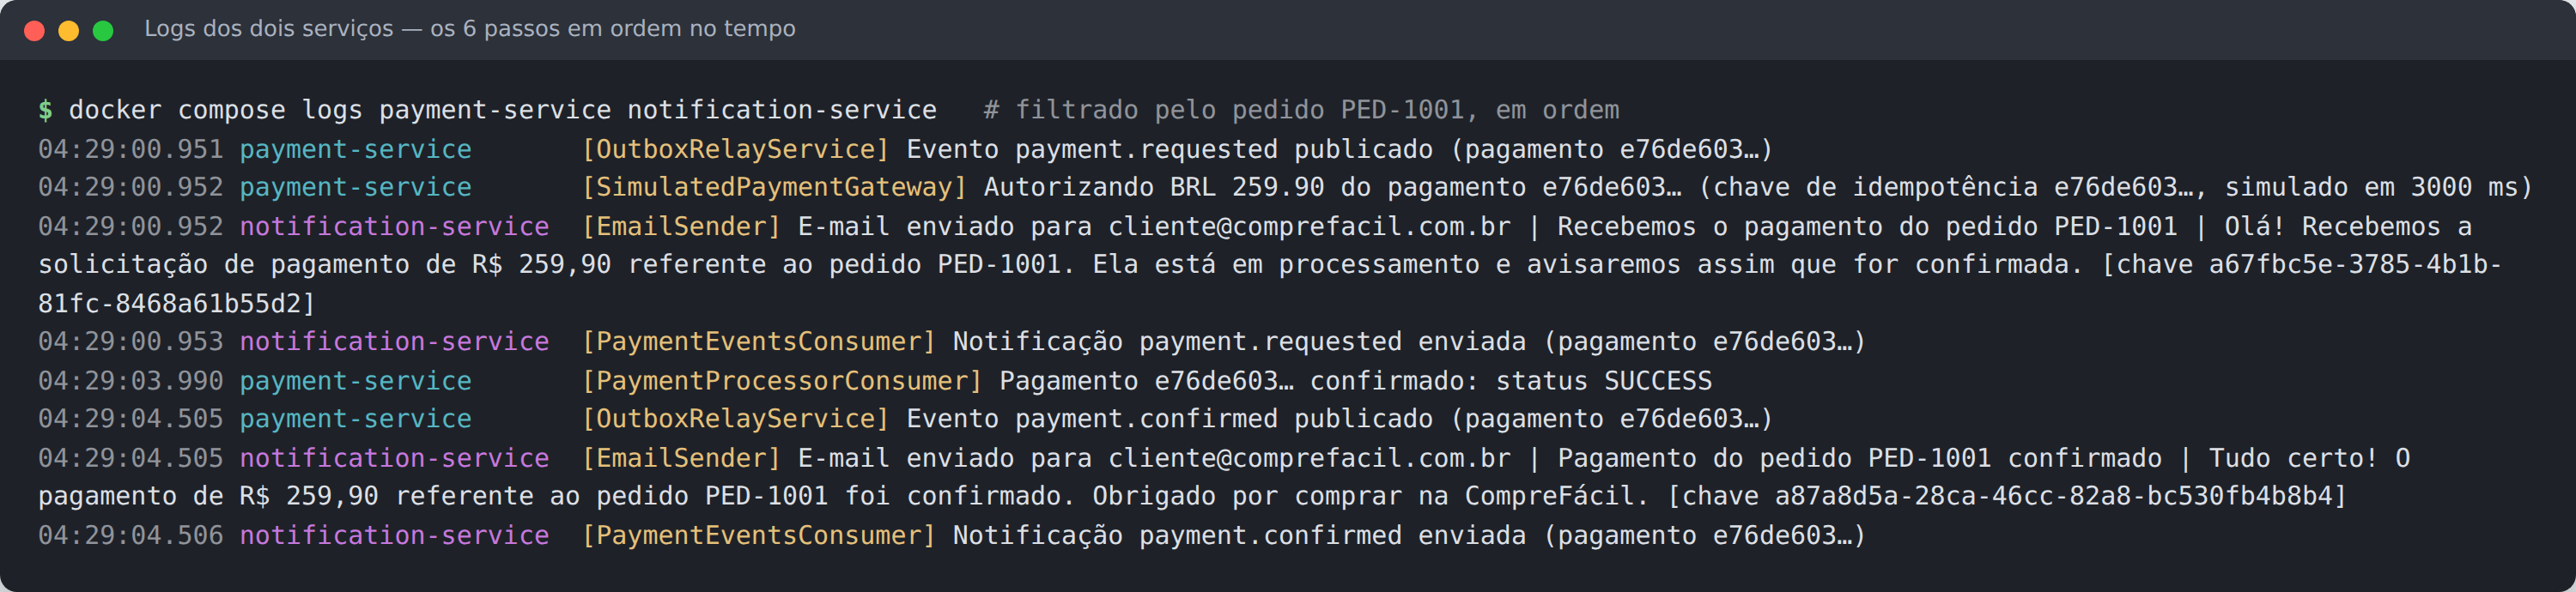 Logs dos dois serviços — os 6 passos em ordem no tempo
$ docker compose logs payment-service notification-service   # filtrado pelo pedido PED-1001, em ordem
04:29:00.951 payment-service       [OutboxRelayService] Evento payment.requested publicado (pagamento e76de603…)
04:29:00.952 payment-service       [SimulatedPaymentGateway] Autorizando BRL 259.90 do pagamento e76de603… (chave de idempotência e76de603…, simulado em 3000 ms)
04:29:00.952 notification-service  [EmailSender] E-mail enviado para cliente@comprefacil.com.br | Recebemos o pagamento do pedido PED-1001 | Olá! Recebemos a
solicitação de pagamento de R$ 259,90 referente ao pedido PED-1001. Ela está em processamento e avisaremos assim que for confirmada. [chave a67fbc5e-3785-4b1b-
81fc-8468a61b55d2]
04:29:00.953 notification-service  [PaymentEventsConsumer] Notificação payment.requested enviada (pagamento e76de603…)
04:29:03.990 payment-service       [PaymentProcessorConsumer] Pagamento e76de603… confirmado: status SUCCESS
04:29:04.505 payment-service       [OutboxRelayService] Evento payment.confirmed publicado (pagamento e76de603…)
04:29:04.505 notification-service  [EmailSender] E-mail enviado para cliente@comprefacil.com.br | Pagamento do pedido PED-1001 confirmado | Tudo certo! O
pagamento de R$ 259,90 referente ao pedido PED-1001 foi confirmado. Obrigado por comprar na CompreFácil. [chave a87a8d5a-28ca-46cc-82a8-bc530fb4b8b4]
04:29:04.506 notification-service  [PaymentEventsConsumer] Notificação payment.confirmed enviada (pagamento e76de603…)